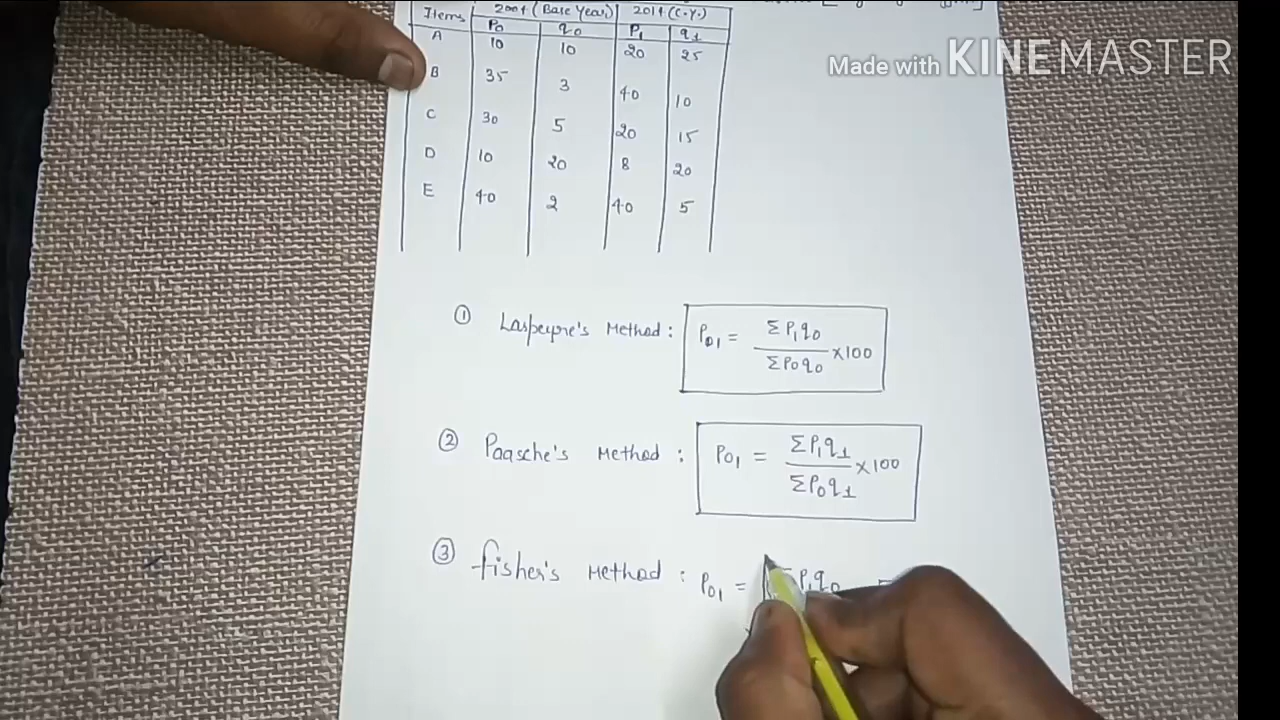 Made with KINEMASTER
Items 2004 (Base Year) 2014 (C.Y.)
P0 q0 P1 q1
A 10 10 20 25
B 35 3 40 10
C 30 5 20 15
D 10 20 8 20
E 40 2 40 5
① Laspeyre's Method: P01 = ΣP1q0 / ΣP0q0 ×100
② Paasche's Method : P01 = ΣP1q1 / ΣP0q1 ×100
③ fisher's Method : P01 = P1q0